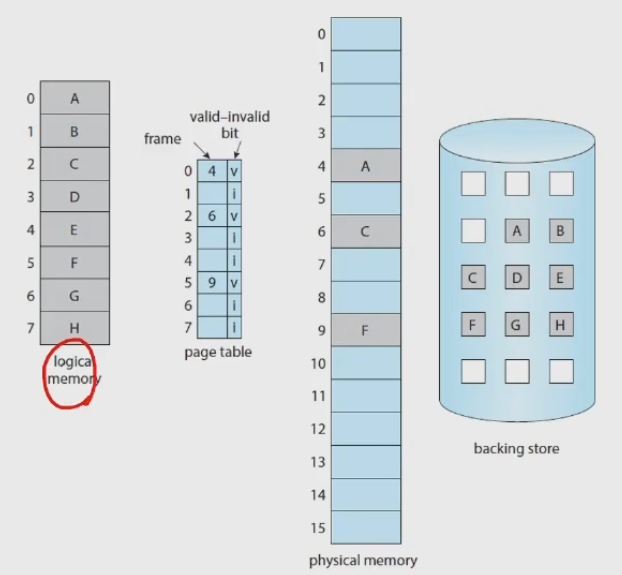 0 A
1 B
2 C
3 D
4 E
5 F
6 G
7 H
logical
memory
valid–invalid
bit
frame
0 4 v
1 i
2 6 v
3 i
4 i
5 9 v
6 i
7 i
page table
0
1
2
3
4 A
5
6 C
7
8
9 F
10
11
12
13
14
15
physical memory
A B
C D E
F G H
backing store